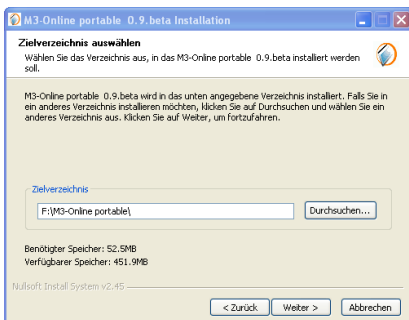 M3-Online portable 0.9.beta Installation
Zielverzeichnis auswählen
Wählen Sie das Verzeichnis aus, in das M3-Online portable 0.9.beta installiert werden
soll.
M3-Online portable 0.9.beta wird in das unten angegebene Verzeichnis installiert. Falls Sie in
ein anderes Verzeichnis installieren möchten, klicken Sie auf Durchsuchen und wählen Sie ein
anderes Verzeichnis aus. Klicken Sie auf Weiter, um fortzufahren.
Zielverzeichnis
F:\M3-Online portable\
Durchsuchen...
Benötigter Speicher: 52.5MB
Verfügbarer Speicher: 451.9MB
Nullsoft Install System v2.45
< Zurück Weiter > Abbrechen